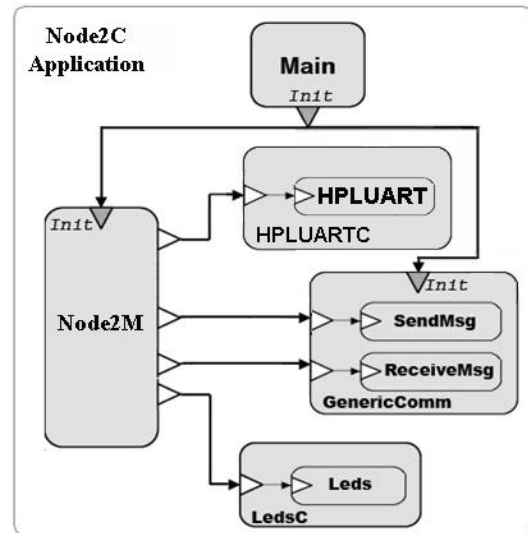 Node2C
Application
Main
Init
HPLUART
HPLUARTC
Init
Node2M
Init
SendMsg
ReceiveMsg
GenericComm
Leds
LedsC